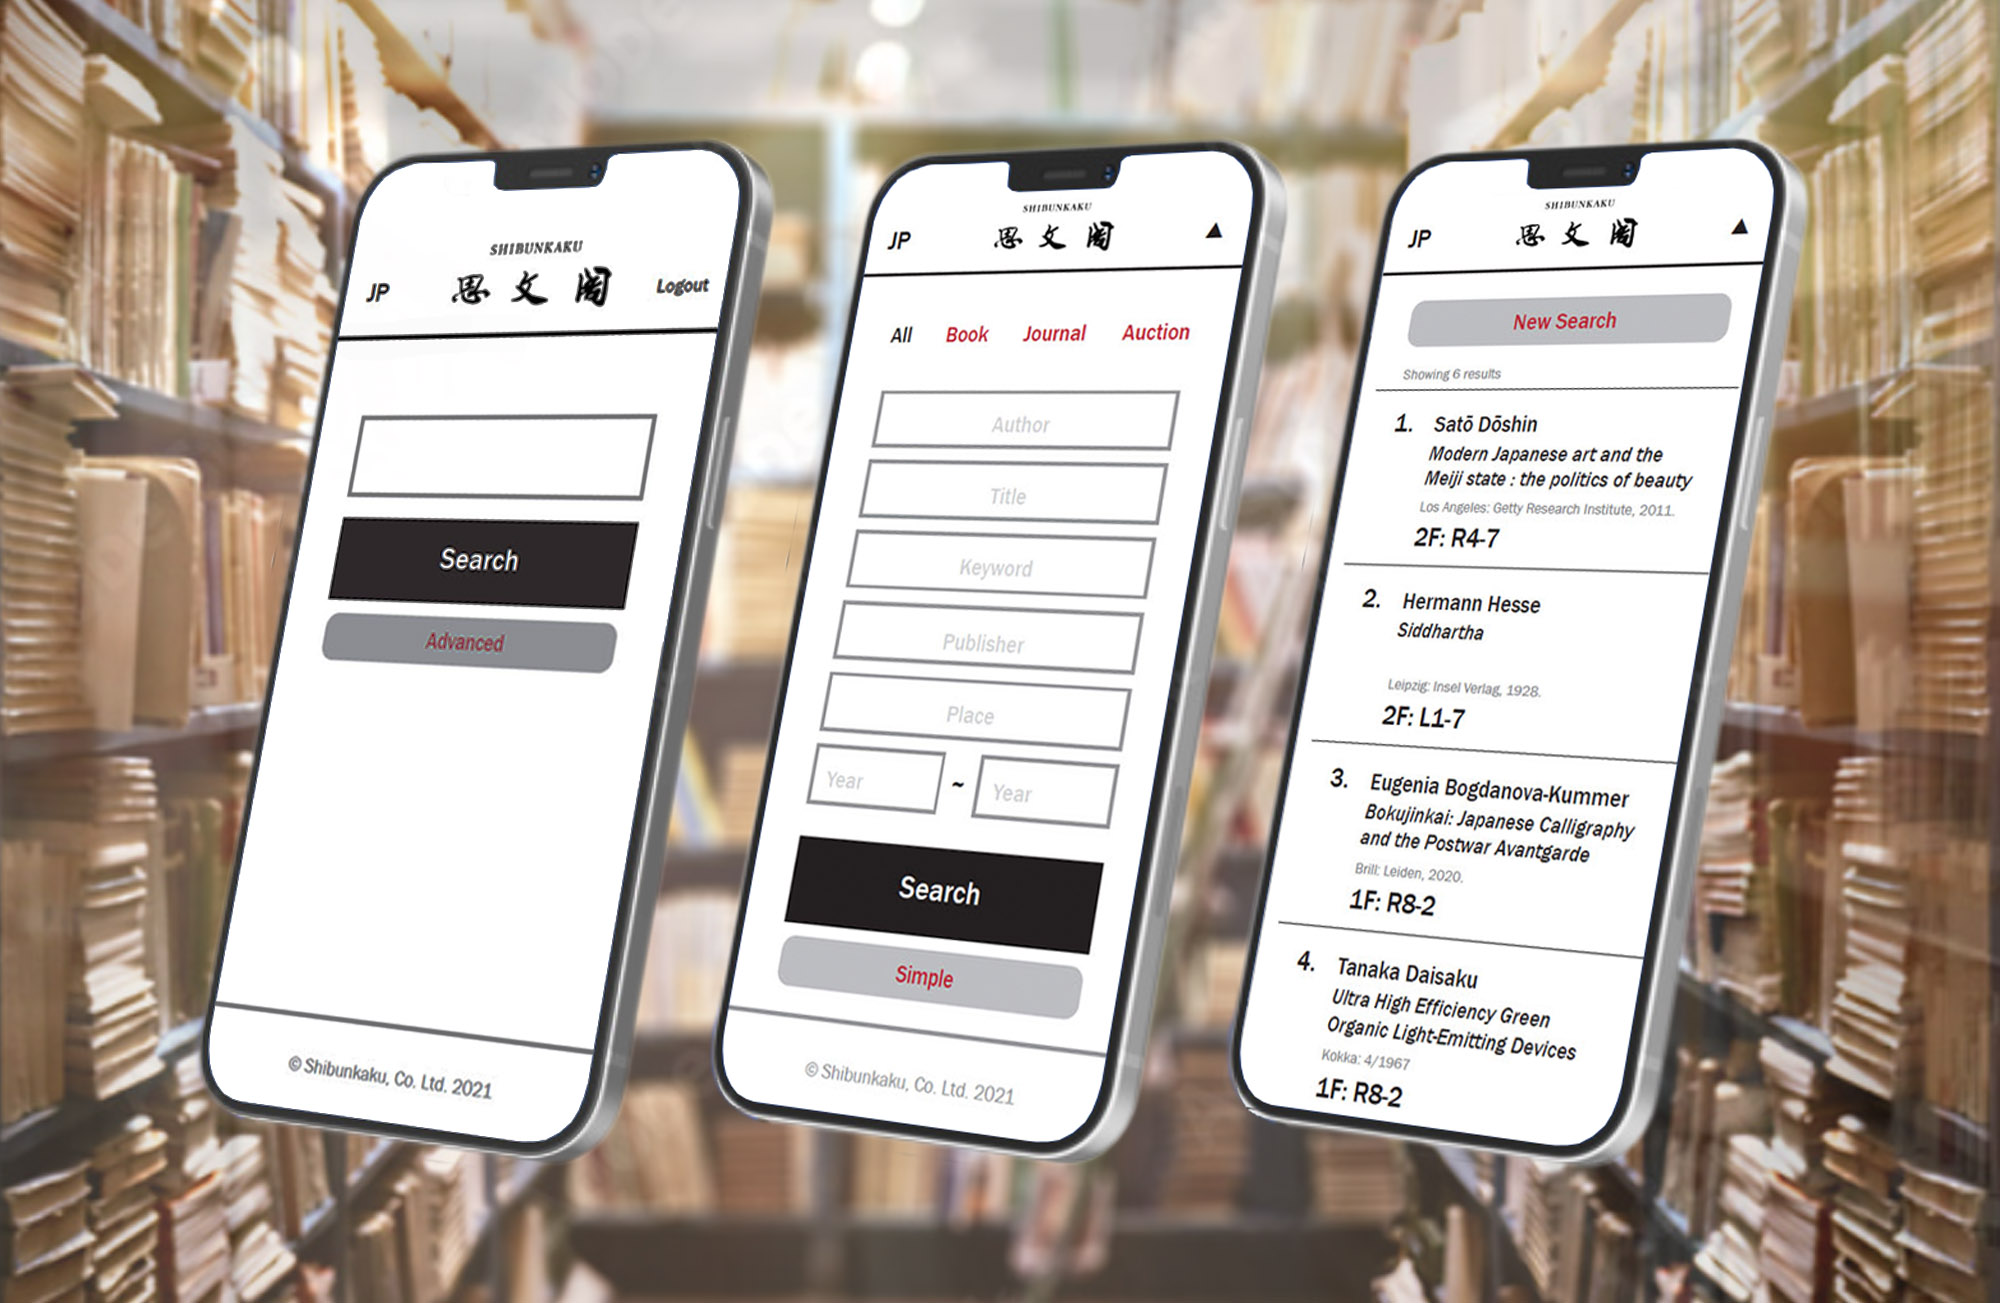 SHIBUNKAKU
JP
思文閣
Logout
Search
Advanced
© Shibunkaku, Co. Ltd. 2021
SHIBUNKAKU
JP
思文閣
▲
All
Book
Journal
Auction
Author
Title
Keyword
Publisher
Place
Year
~
Year
Search
Simple
© Shibunkaku, Co. Ltd. 2021
SHIBUNKAKU
JP
思文閣
▲
New Search
Showing 6 results
1. Satō Dōshin
Modern Japanese art and the
Meiji state : the politics of beauty
Los Angeles: Getty Research Institute, 2011.
2F: R4-7
2. Hermann Hesse
Siddhartha
Leipzig: Insel Verlag, 1928.
2F: L1-7
3. Eugenia Bogdanova-Kummer
Bokujinkai: Japanese Calligraphy
and the Postwar Avantgarde
Brill: Leiden, 2020.
1F: R8-2
4. Tanaka Daisaku
Ultra High Efficiency Green
Organic Light-Emitting Devices
Kokka: 4/1967
1F: R8-2